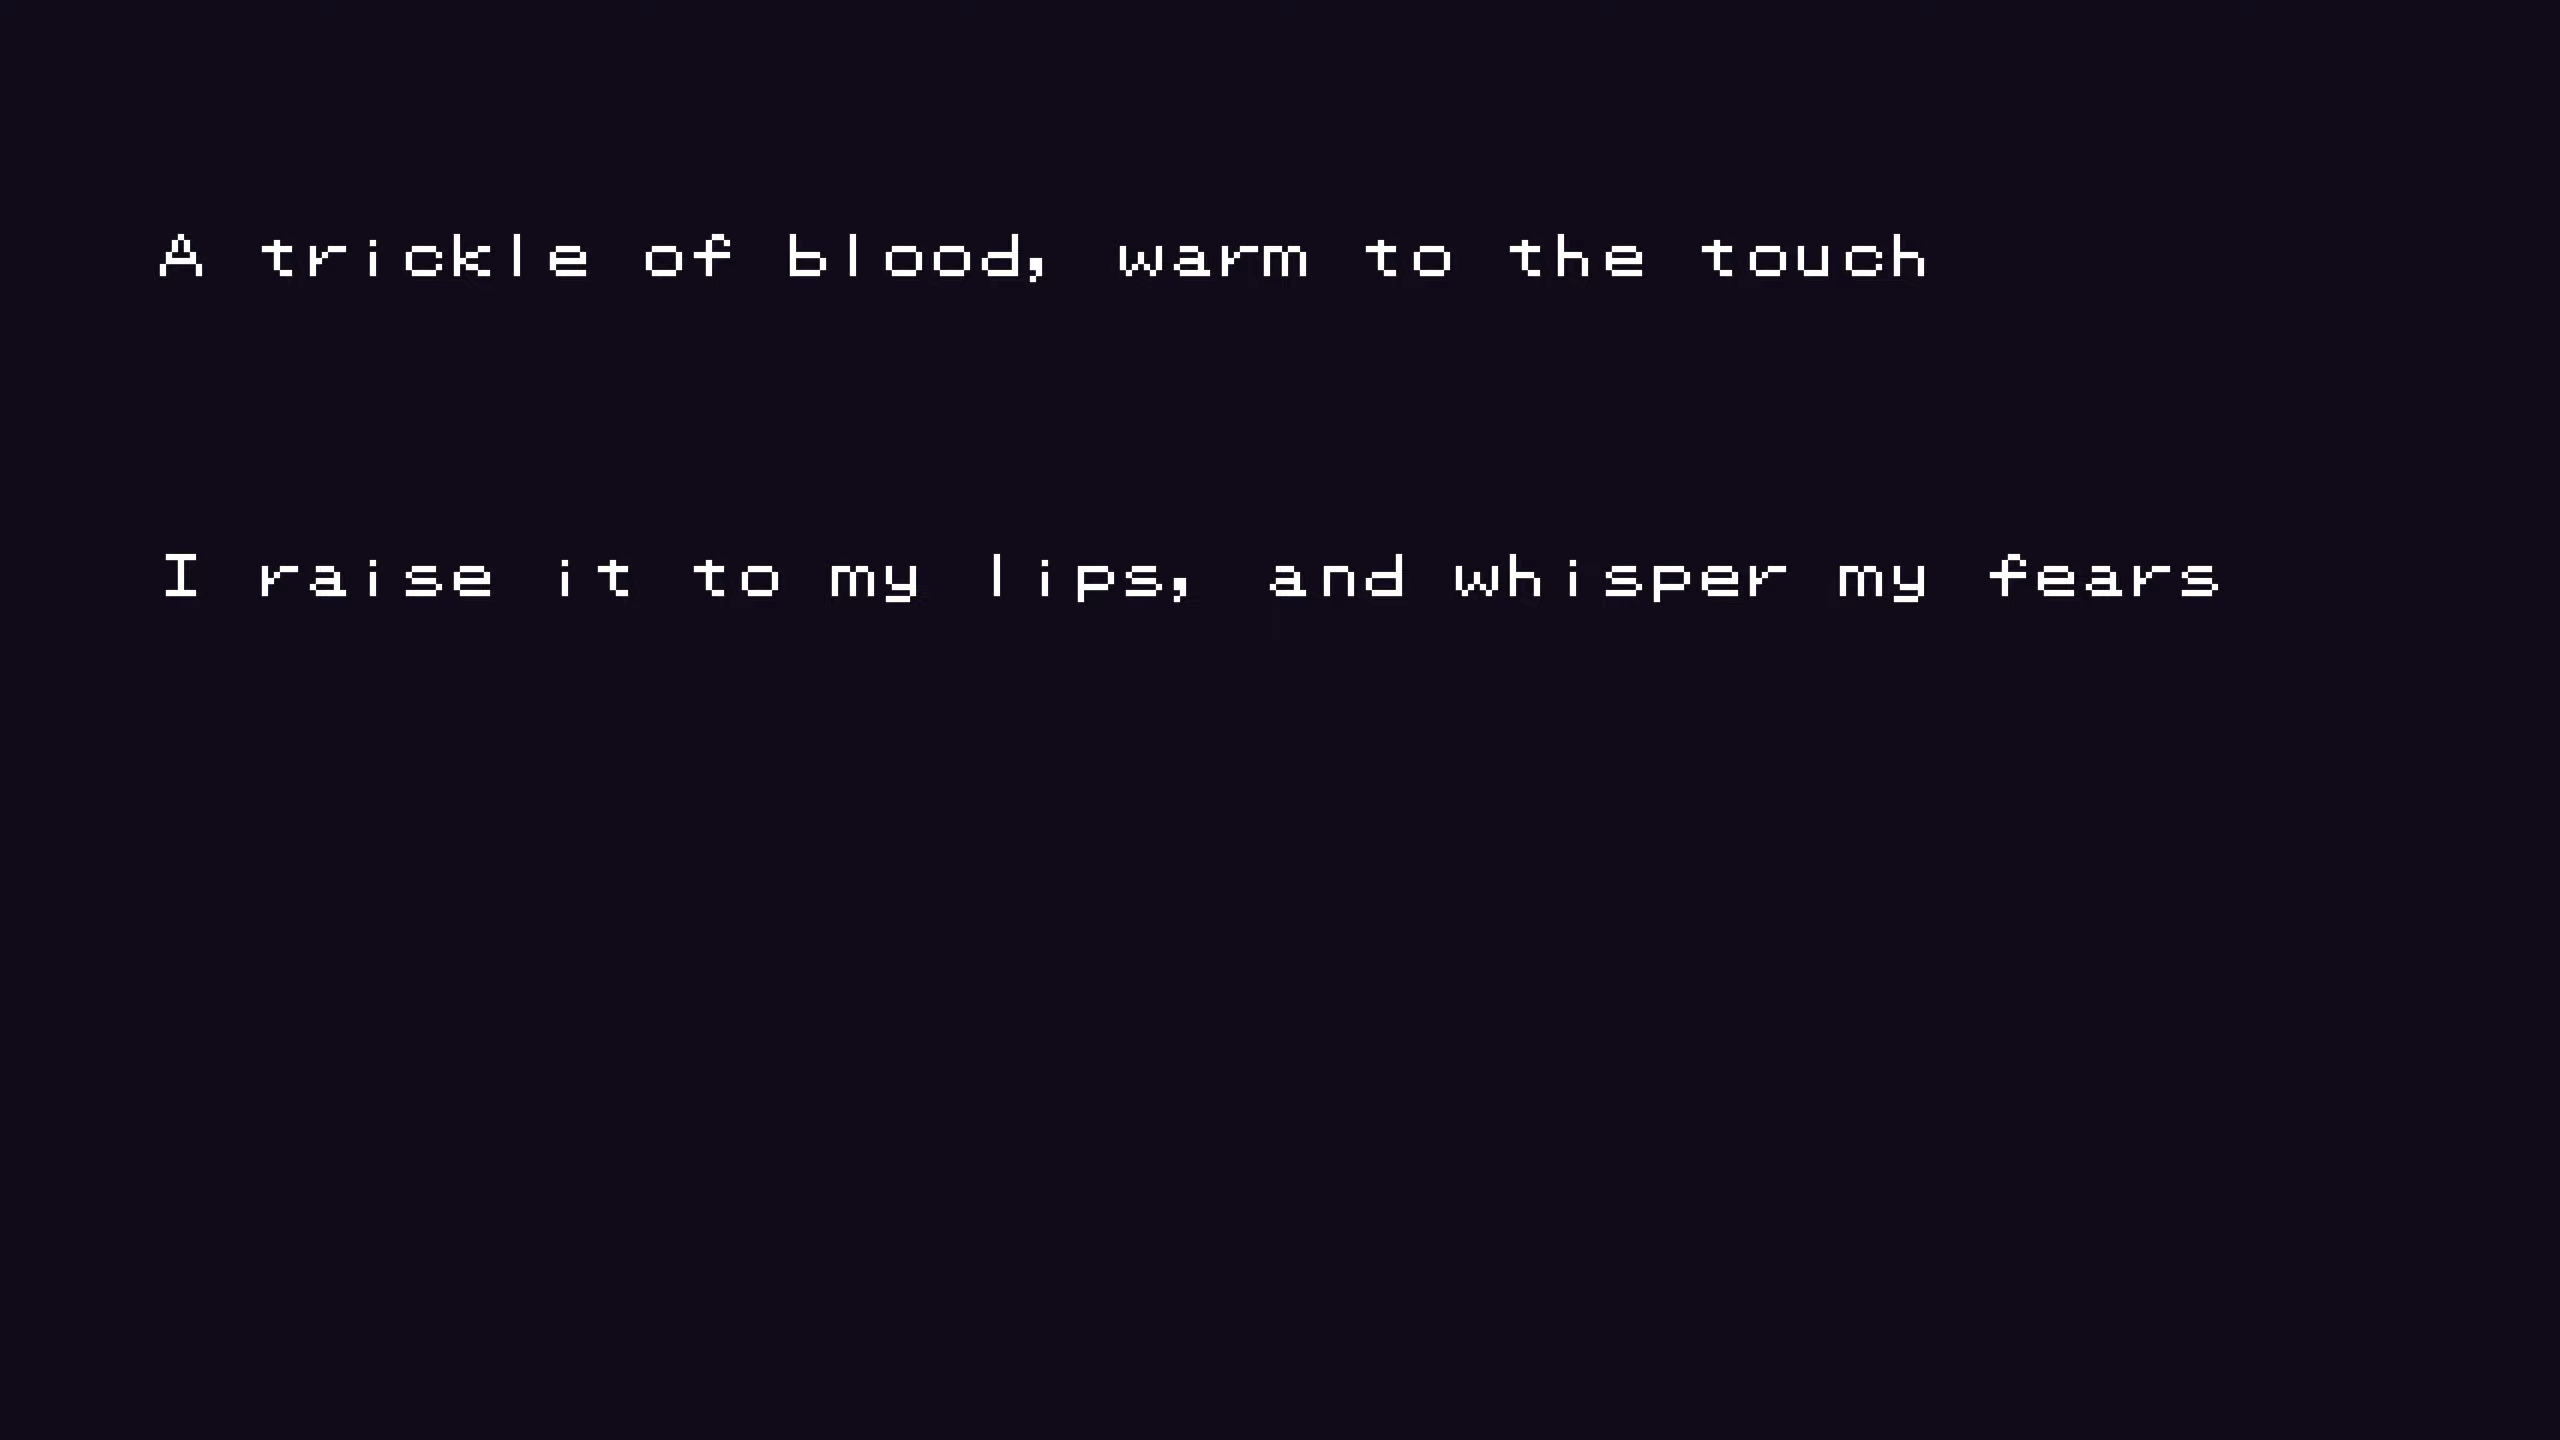 A trickle of blood, warm to the touch
I raise it to my lips, and whisper my fears